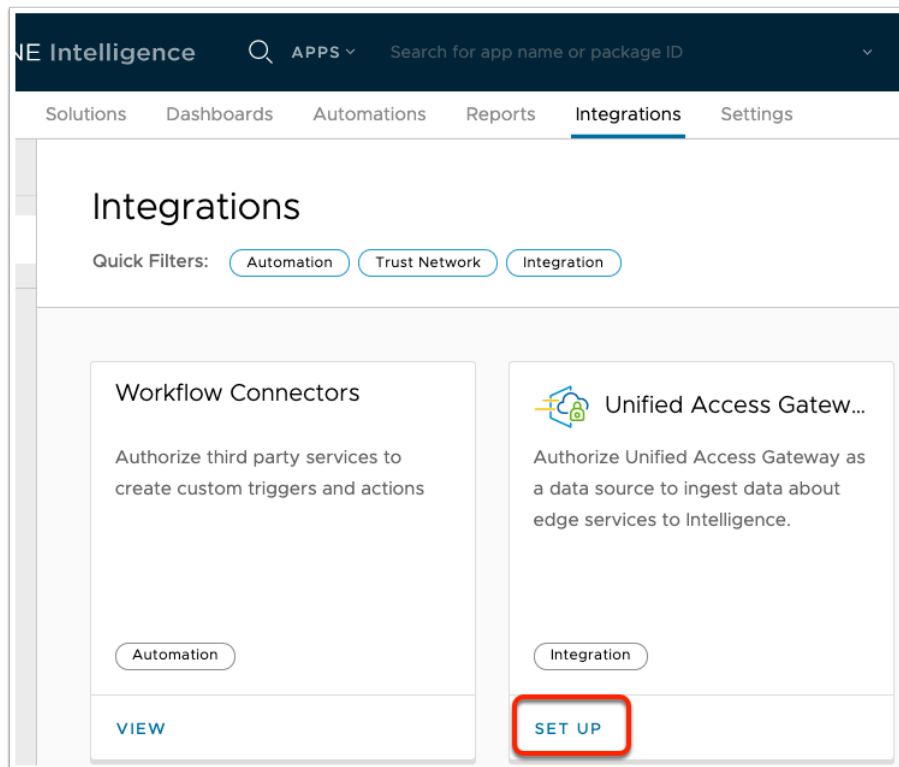 NE Intelligence APPS Search for app name or package ID
Solutions Dashboards Automations Reports Integrations Settings
Integrations
Quick Filters: Automation Trust Network Integration
Workflow Connectors
Authorize third party services to
create custom triggers and actions
Automation
VIEW
Unified Access Gatew...
Authorize Unified Access Gateway as
a data source to ingest data about
edge services to Intelligence.
Integration
SET UP